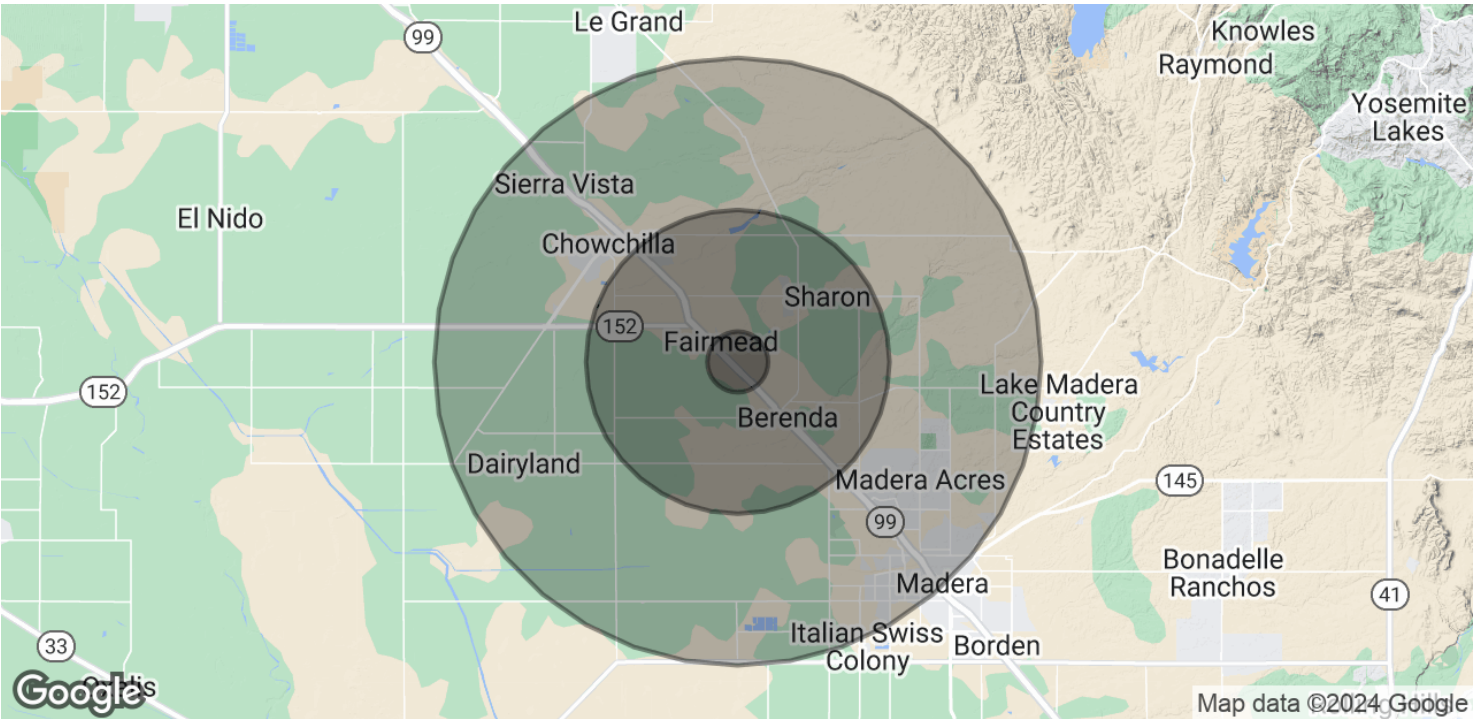 Le Grand
99
Knowles
Raymond
Yosemite
Lakes
Sierra Vista
El Nido
Chowchilla
Sharon
152
Fairmead
152
Lake Madera
Country
Estates
Berenda
Dairyland
Madera Acres
145
99
Bonadelle
Ranchos
Madera
41
Italian Swiss
Colony
Borden
33
Google
Map data ©2024 Google